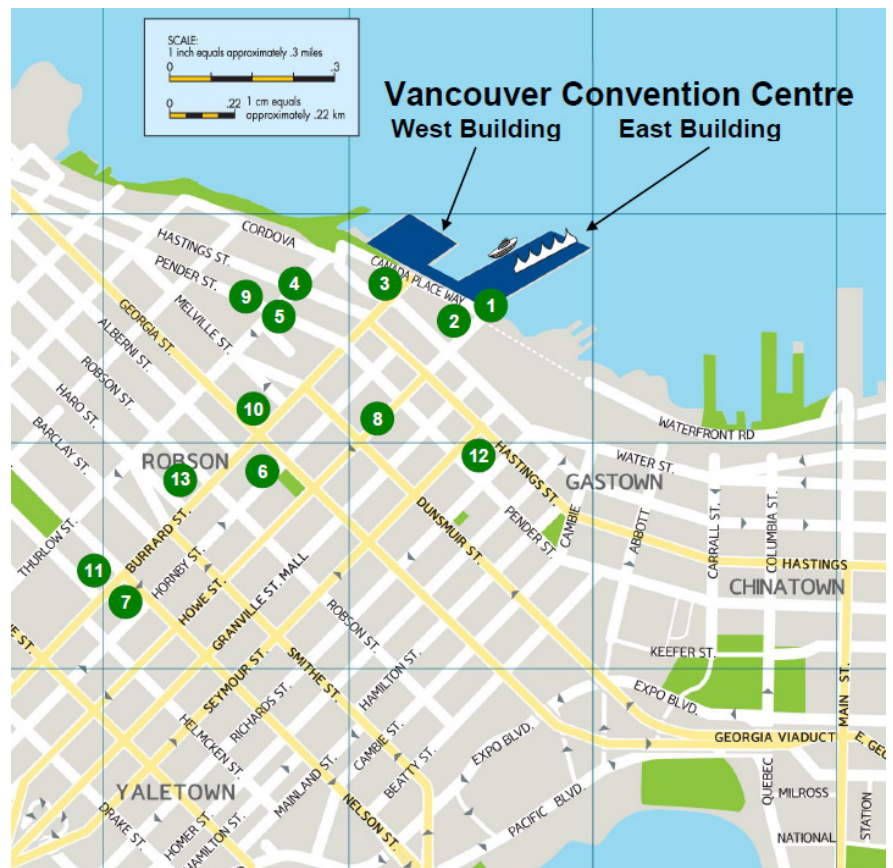 SCALE:
1 inch equals approximately .3 miles
0 .3
0 .22 1 cm equals
approximately .22 km
Vancouver Convention Centre
West Building East Building
CORDOVA
HASTINGS ST.
PENDER ST.
CANADA PLACE WAY
4
3
9
1
5
2
MELVILLE ST.
GEORGIA ST.
ALBERNI ST.
ROBSON ST.
HARO ST.
BARCLAY ST.
10
8
WATERFRONT RD
12
HASTINGS ST.
WATER ST.
ROBSON
6
13
GASTOWN
DUNSMUIR ST.
PENDER ST.
CAMBIE
ABBOTT
CARRALL ST.
COLUMBIA ST.
THURLOW ST.
BURRARD ST.
HORNBY ST.
HOWE ST.
GRANVILLE ST. MALL
HASTINGS
11
7
CHINATOWN
ROBSON ST.
KEEFER ST.
E ST.
SEYMOUR ST.
SMITHE ST.
HAMILTON ST.
RICHARDS ST.
HELMCKEN ST.
CAMBIE ST.
BEATTY ST.
EXPO BLVD.
EXPO BLVD.
MAIN ST.
GEORGIA VIADUCT
E. GEO
YALETOWN
MAINLAND ST.
NELSON ST.
PACIFIC BLVD.
QUEBEC
MILROSS
DRAKE ST.
HOMER ST.
HAMILTON ST.
NATIONAL
STATION